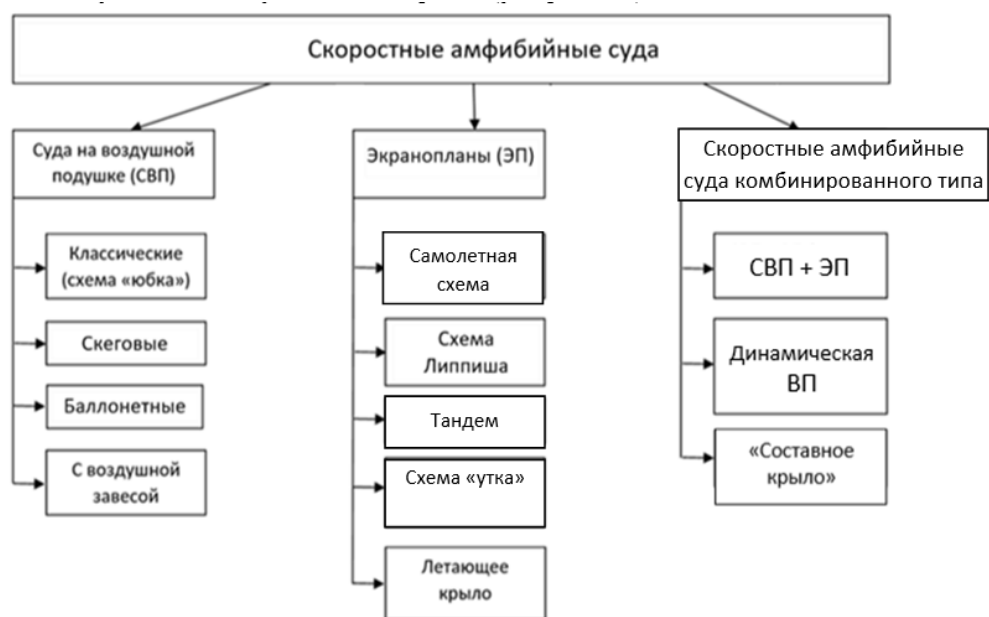 Скоростные амфибийные суда
Суда на воздушной
подушке (СВП)
Классические
(схема «юбка»)
Скеговые
Баллонетные
С воздушной
завесой
Экранопланы (ЭП)
Самолетная
схема
Схема
Липпиша
Тандем
Схема «утка»
Летающее
крыло
Скоростные амфибийные
суда комбинированного типа
СВП + ЭП
Динамическая
ВП
«Составное
крыло»